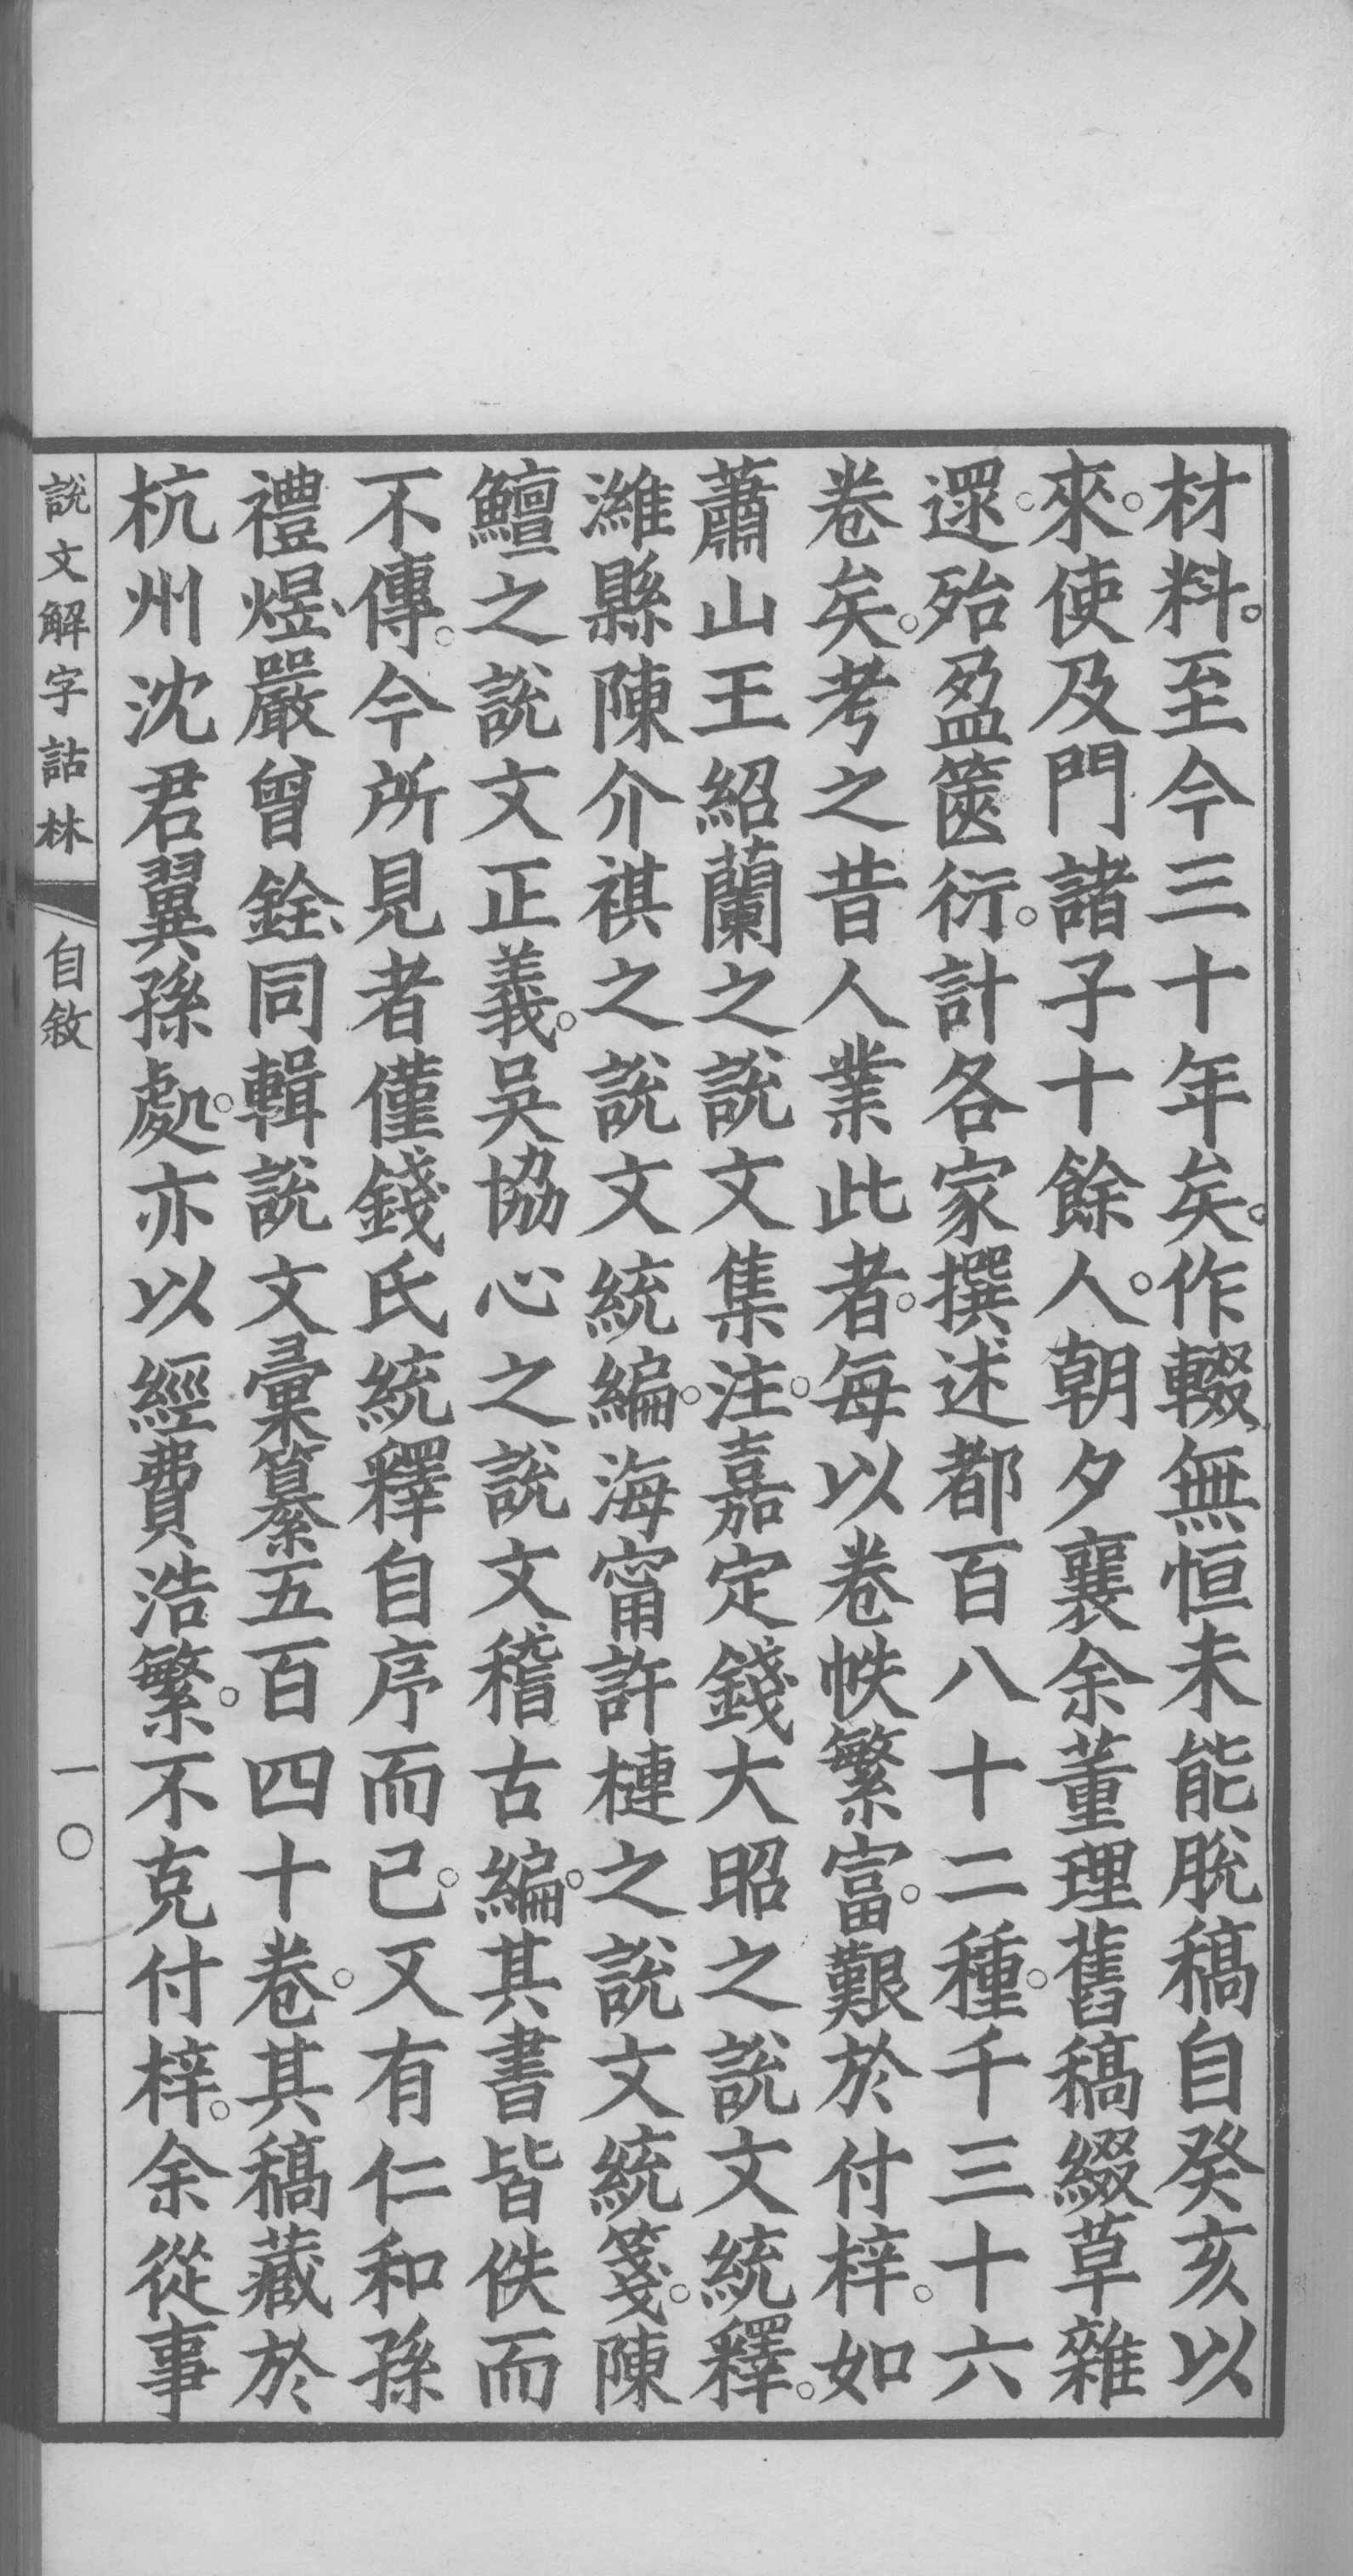 材料。至今三十年矣。作輟無恒未能脫稿自癸亥以
來。使及門諸子十餘人。朝夕襄余董理舊稿綴草雜
遝。殆盈篋衍。計各家撰述都百八十二種。千三十六
卷矣。考之昔人業此者。每以卷帙繁富。艱於付梓。如
蕭山王紹蘭之說文集注。嘉定錢大昭之說文統釋。
濰縣陳介祺之說文統編。海甯許槤之說文統箋。陳
鱣之說文正義。吳協心之說文稽古編。其書皆佚而
不傳。今所見者僅錢氏統釋自序而已。又有仁和孫
禮煜、嚴曾銓、同輯說文彙纂五百四十卷。其稿藏於
杭州沈君翼孫處。亦以經費浩繁。不克付梓。余從事
說文解字詁林 自敘 一〇